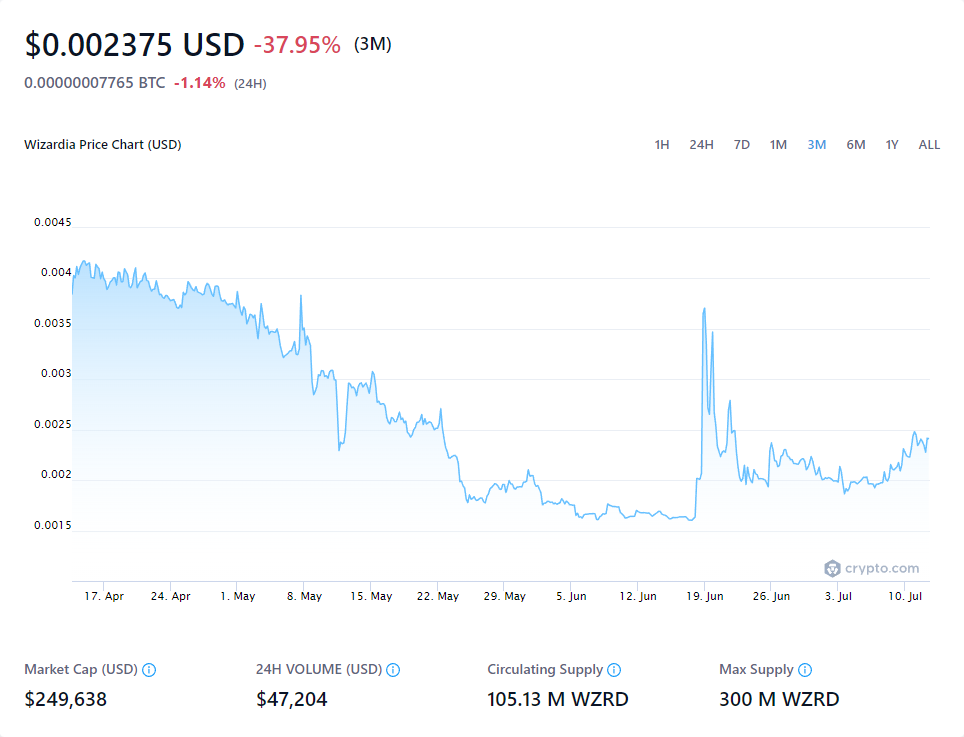 $0.002375 USD -37.95% (3M)
0.00000007765 BTC -1.14% (24H)
Wizardia Price Chart (USD) 1H 24H 7D 1M 3M 6M 1Y ALL
0.0045
0.004
0.0035
0.003
0.0025
0.002
0.0015
crypto.com
17. Apr 24. Apr 1. May 8. May 15. May 22. May 29. May 5. Jun 12. Jun 19. Jun 26. Jun 3. Jul 10. Jul
Market Cap (USD) 24H VOLUME (USD) Circulating Supply Max Supply
$249,638 $47,204 105.13 M WZRD 300 M WZRD